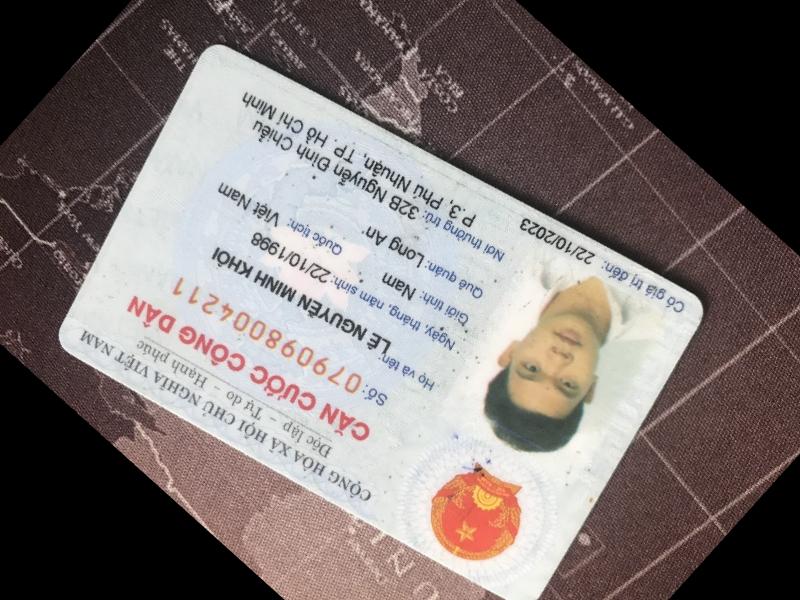 CỘNG HÒA XÃ HỘI CHỦ NGHĨA VIỆT NAM
Độc lập - Tự do - Hạnh phúc
CĂN CƯỚC CÔNG DÂN
Số: 079098004211
Họ và tên:
LÊ NGUYỄN MINH KHÔI
Ngày, tháng, năm sinh: 22/10/1998
Giới tính: Nam Quốc tịch: Việt Nam
Quê quán: Long An
Nơi thường trú: 32B Nguyễn Đình Chiểu
P.3, Phú Nhuận, TP. Hồ Chí Minh
Có giá trị đến: 22/10/2023